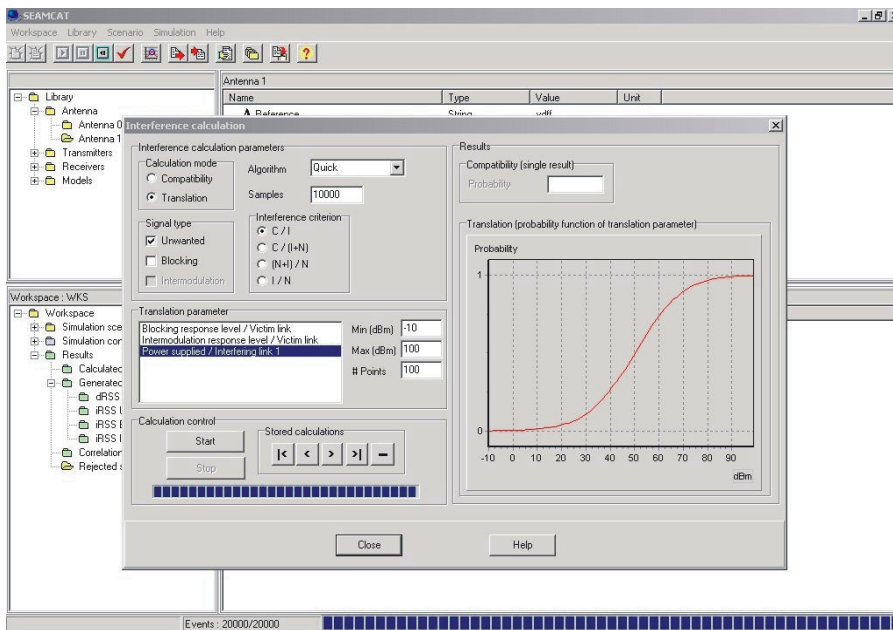 SEAMCAT
Workspace Library Scenario Simulation Help
Antenna 1
Name Type Value Unit
Reference String vdff
Library
Antenna
Antenna 0
Antenna 1
Transmitters
Receivers
Models
Interference calculation
Interference calculation parameters
Calculation mode
Compatibility
Translation
Algorithm Quick
Samples 10000
Signal type
Unwanted
Blocking
Intermodulation
Interference criterion
C / I
C / (I+N)
(N+I) / N
I / N
Translation parameter
Blocking response level / Victim link
Intermodulation response level / Victim link
Power supplied / Interfering link 1
Min (dBm) -10
Max (dBm) 100
# Points 100
Calculation control
Start
Stop
Stored calculations
|< < > >| –
Results
Compatibility (single result)
Probability
Translation (probability function of translation parameter)
Probability
1
0
-10 0 10 20 30 40 50 60 70 80 90
dBm
Close
Help
Workspace : WKS
Workspace
Simulation sce
Simulation cor
Results
Calculated
Generated
dRSS
iRSS U
iRSS B
iRSS I
Correlation
Rejected s
Events : 20000/20000